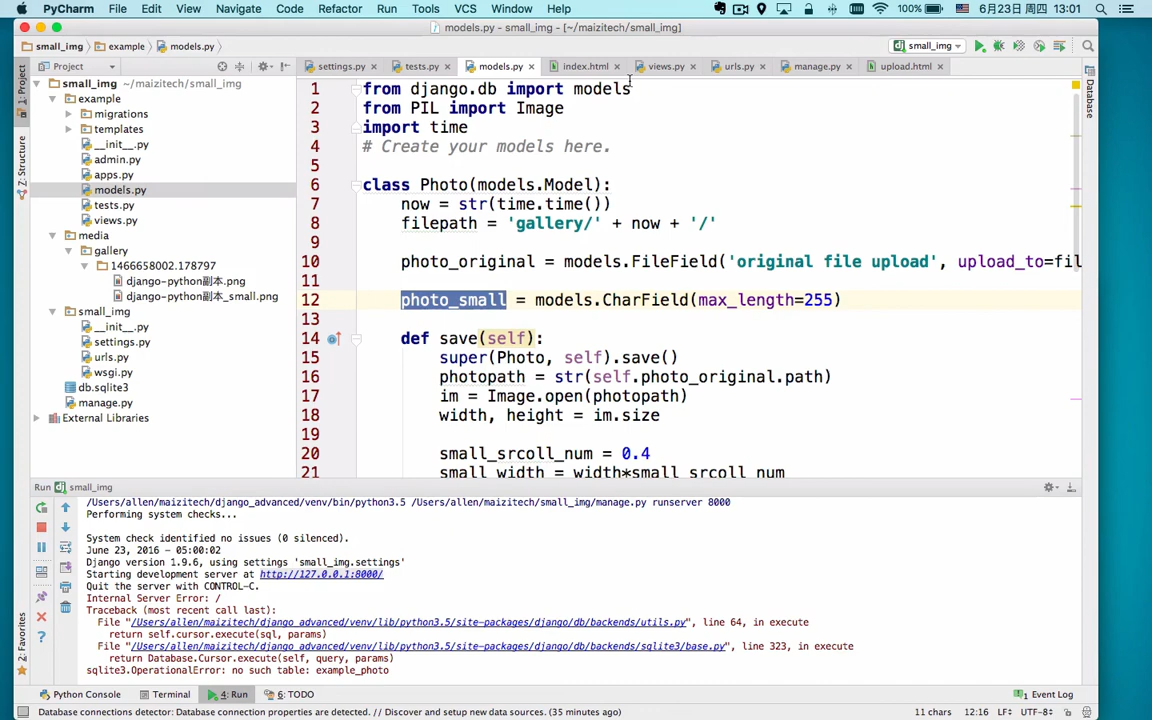 PyCharm File Edit View Navigate Code Refactor Run Tools VCS Window Help 100% 6月23日 周四 13:01
models.py - small_img - [~/maizitech/small_img]
small_img example models.py small_img
Project settings.py tests.py models.py index.html views.py urls.py manage.py upload.html
1: Project
Z: Structure
2: Favorites
Database
small_img ~/maizitech/small_img
example
migrations
templates
__init__.py
admin.py
apps.py
models.py
tests.py
views.py
media
gallery
1466658002.178797
django-python副本.png
django-python副本_small.png
small_img
__init__.py
settings.py
urls.py
wsgi.py
db.sqlite3
manage.py
External Libraries
1 from django.db import models
2 from PIL import Image
3 import time
4 # Create your models here.
5
6 class Photo(models.Model):
7 now = str(time.time())
8 filepath = 'gallery/' + now + '/'
9
10 photo_original = models.FileField('original file upload', upload_to=fil
11
12 photo_small = models.CharField(max_length=255)
13
14 def save(self):
15 super(Photo, self).save()
16 photopath = str(self.photo_original.path)
17 im = Image.open(photopath)
18 width, height = im.size
19
20 small_srcoll_num = 0.4
21 small_width = width*small_srcoll_num
Run small_img
/Users/allen/maizitech/django_advanced/venv/bin/python3.5 /Users/allen/maizitech/small_img/manage.py runserver 8000
Performing system checks...
System check identified no issues (0 silenced).
June 23, 2016 - 05:00:02
Django version 1.9.6, using settings 'small_img.settings'
Starting development server at http://127.0.0.1:8000/
Quit the server with CONTROL-C.
Internal Server Error: /
Traceback (most recent call last):
File "/Users/allen/maizitech/django_advanced/venv/lib/python3.5/site-packages/django/db/backends/utils.py", line 64, in execute
return self.cursor.execute(sql, params)
File "/Users/allen/maizitech/django_advanced/venv/lib/python3.5/site-packages/django/db/backends/sqlite3/base.py", line 323, in execute
return Database.Cursor.execute(self, query, params)
sqlite3.OperationalError: no such table: example_photo
Python Console Terminal 4: Run 6: TODO 1 Event Log
Database connections detector: Database connection properties are detected. // Discover and setup new data sources. (35 minutes ago) 11 chars 12:16 LF÷ UTF-8÷